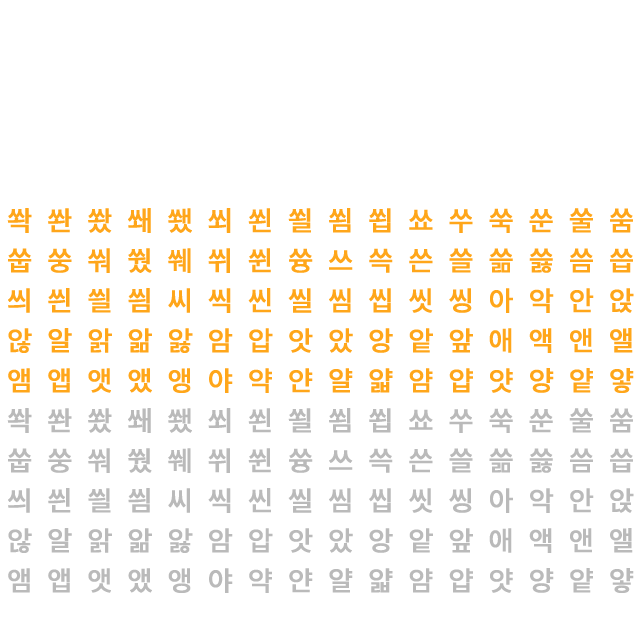 쏵 쏸 쐈 쐐 쐤 쐬 쐰 쐴 쐼 쐽 쑈 쑤 쑥 쑨 쑬 쑴
쑵 쑹 쒀 쒔 쒜 쒸 쒼 쓩 쓰 쓱 쓴 쓸 쓺 쓿 씀 씁
씌 씐 씔 씜 씨 씩 씬 씰 씸 씹 씻 씽 아 악 안 앉
않 알 앍 앎 앓 암 압 앗 았 앙 앝 앞 애 액 앤 앨
앰 앱 앳 앴 앵 야 약 얀 얄 얇 얌 얍 얏 양 얕 얗
쏵 쏸 쐈 쐐 쐤 쐬 쐰 쐴 쐼 쐽 쑈 쑤 쑥 쑨 쑬 쑴
쑵 쑹 쒀 쒔 쒜 쒸 쒼 쓩 쓰 쓱 쓴 쓸 쓺 쓿 씀 씁
씌 씐 씔 씜 씨 씩 씬 씰 씸 씹 씻 씽 아 악 안 앉
않 알 앍 앎 앓 암 압 앗 았 앙 앝 앞 애 액 앤 앨
앰 앱 앳 앴 앵 야 약 얀 얄 얇 얌 얍 얏 양 얕 얗